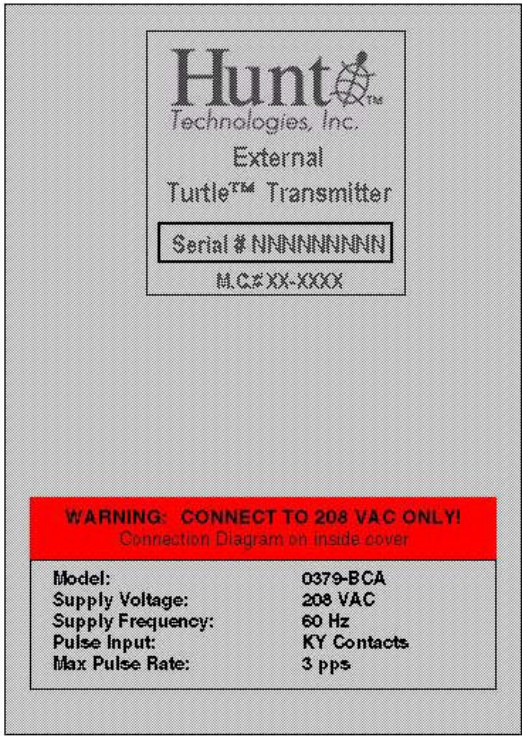 Hunt™
Technologies, Inc.
External
Turtle™ Transmitter
Serial # NNNNNNNNN
M.C.# XX-XXXX
WARNING: CONNECT TO 208 VAC ONLY!
Connection Diagram on inside cover
Model: 0379-BCA
Supply Voltage: 208 VAC
Supply Frequency: 60 Hz
Pulse Input: KY Contacts
Max Pulse Rate: 3 pps